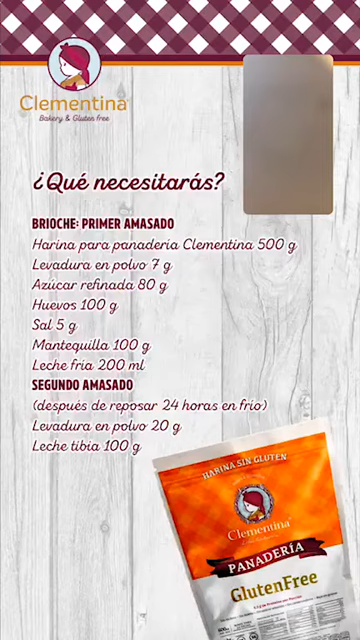 Clementina
Bakery & Gluten free
¿Qué necesitarás?
BRIOCHE: PRIMER AMASADO
Harina para panadería Clementina 500 g
Levadura en polvo 7 g
Azúcar refinada 80 g
Huevos 100 g
Sal 5 g
Mantequilla 100 g
Leche fría 200 ml
SEGUNDO AMASADO
(después de reposar 24 horas en frío)
Levadura en polvo 20 g
Leche tibia 100 g
HARINA SIN GLUTEN
Clementina
PANADERÍA
GlutenFree